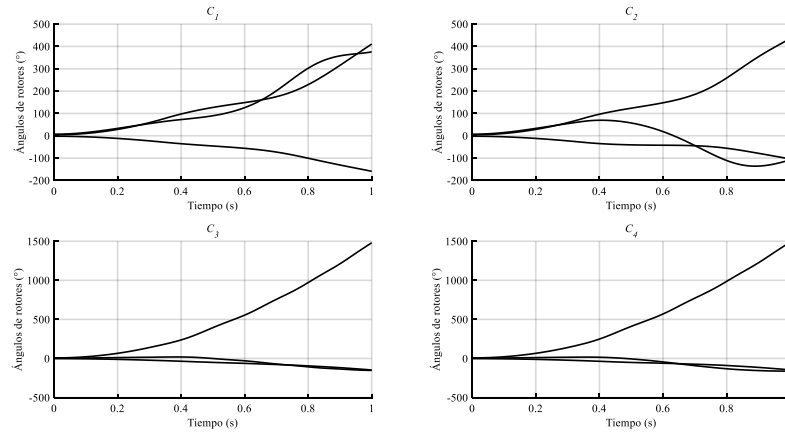 C1
500
400
300
200
100
0
-100
-200
Ángulos de rotores (°)
0 0.2 0.4 0.6 0.8 1
Tiempo (s)
C2
500
400
300
200
100
0
-100
-200
Ángulos de rotores (°)
0 0.2 0.4 0.6 0.8
Tiempo (s)
C3
1500
1000
500
0
-500
Ángulos de rotores (°)
0 0.2 0.4 0.6 0.8 1
Tiempo (s)
C4
1500
1000
500
0
-500
Ángulos de rotores (°)
0 0.2 0.4 0.6 0.8
Tiempo (s)